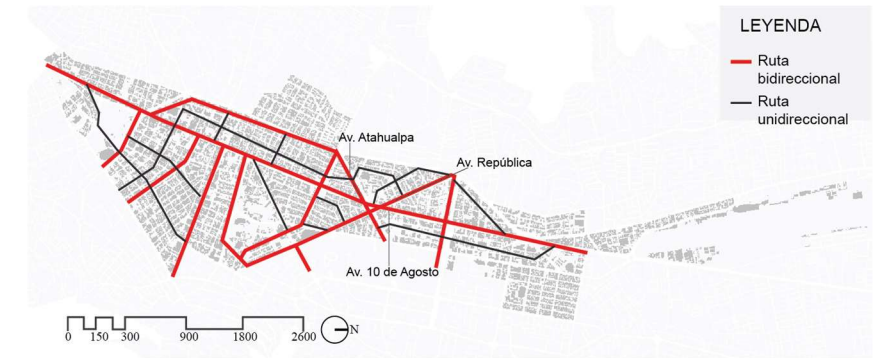 LEYENDA
Ruta
bidireccional
Ruta
unidireccional
Av. Atahualpa
Av. República
Av. 10 de Agosto
0 150 300 900 1800 2600
N